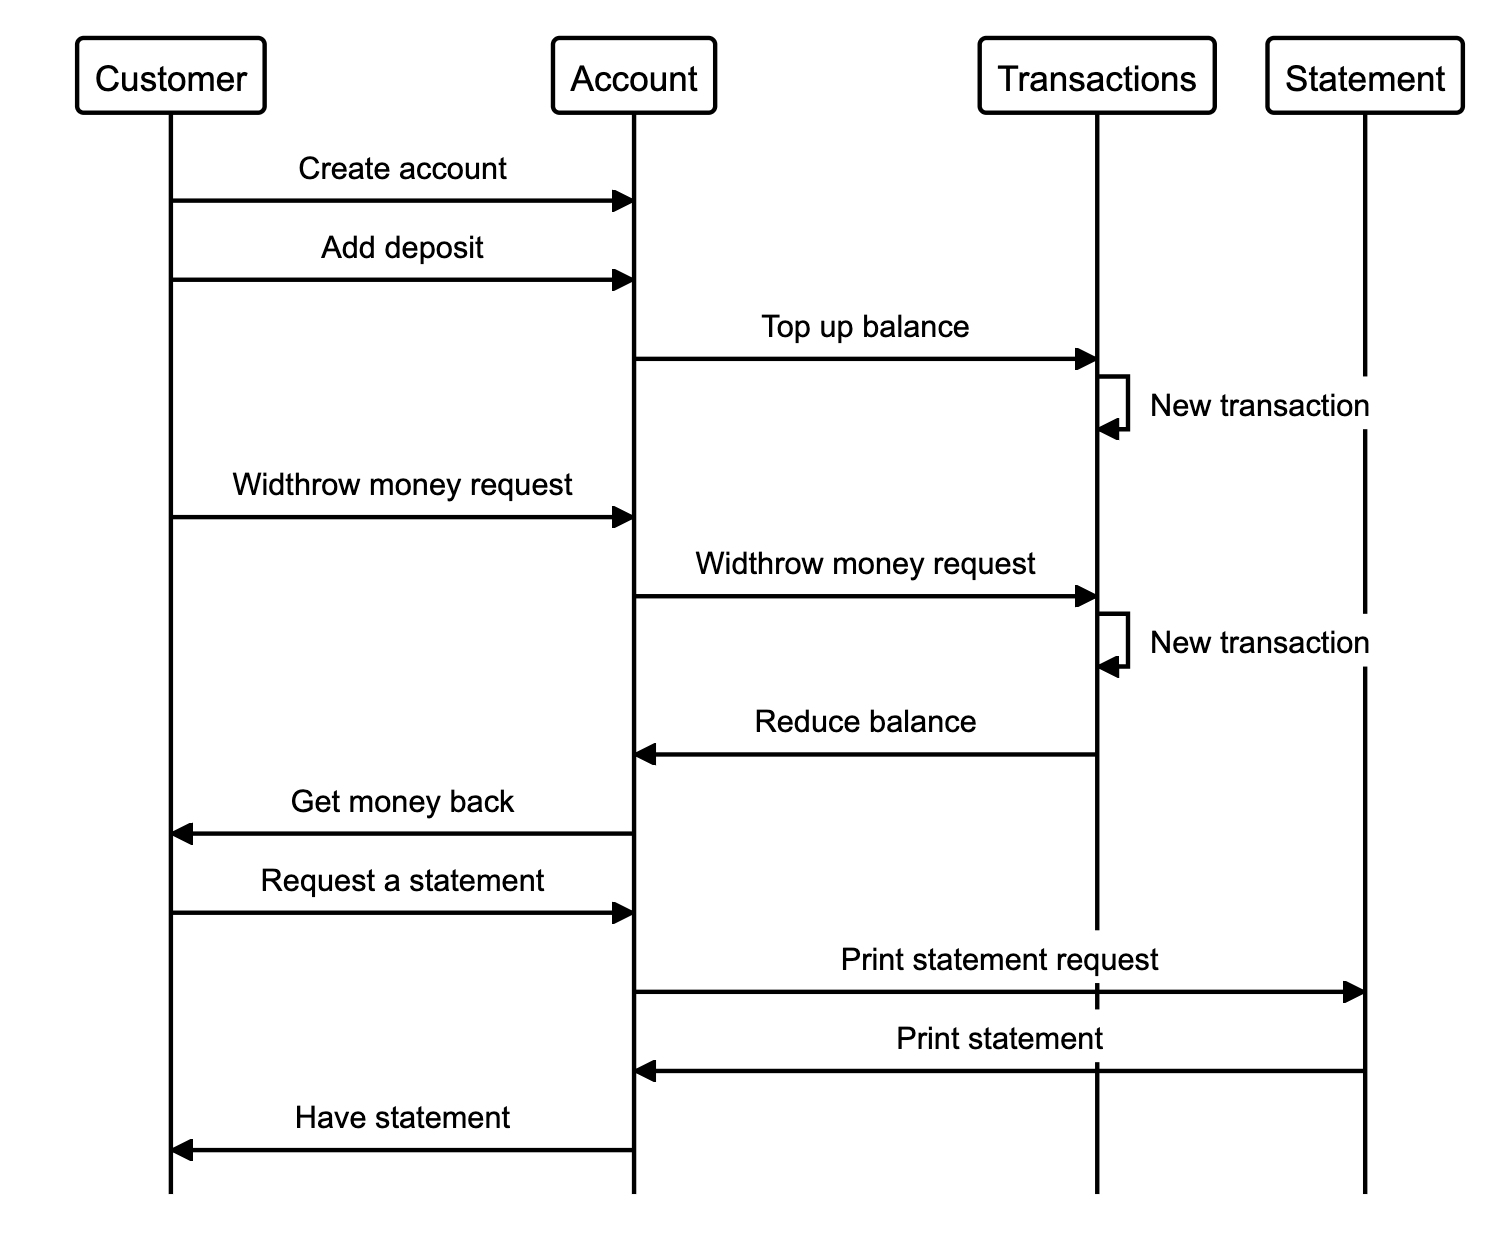 Customer
Account
Transactions
Statement
Create account
Add deposit
Top up balance
New transaction
Widthrow money request
Widthrow money request
New transaction
Reduce balance
Get money back
Request a statement
Print statement request
Print statement
Have statement